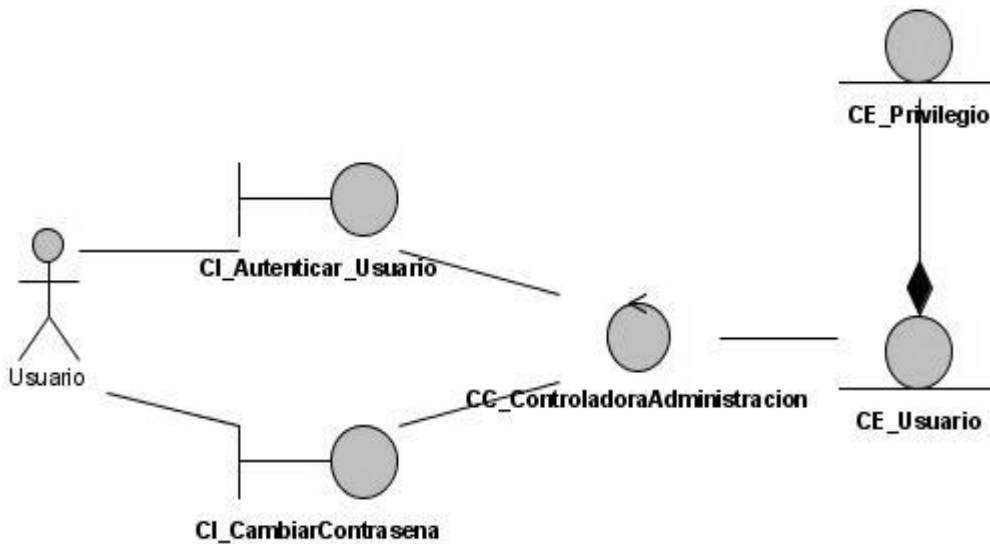 CE_Privilegio
CI_Autenticar_Usuario
Usuario
CC_ControladoraAdministracion
CE_Usuario
CI_CambiarContrasena